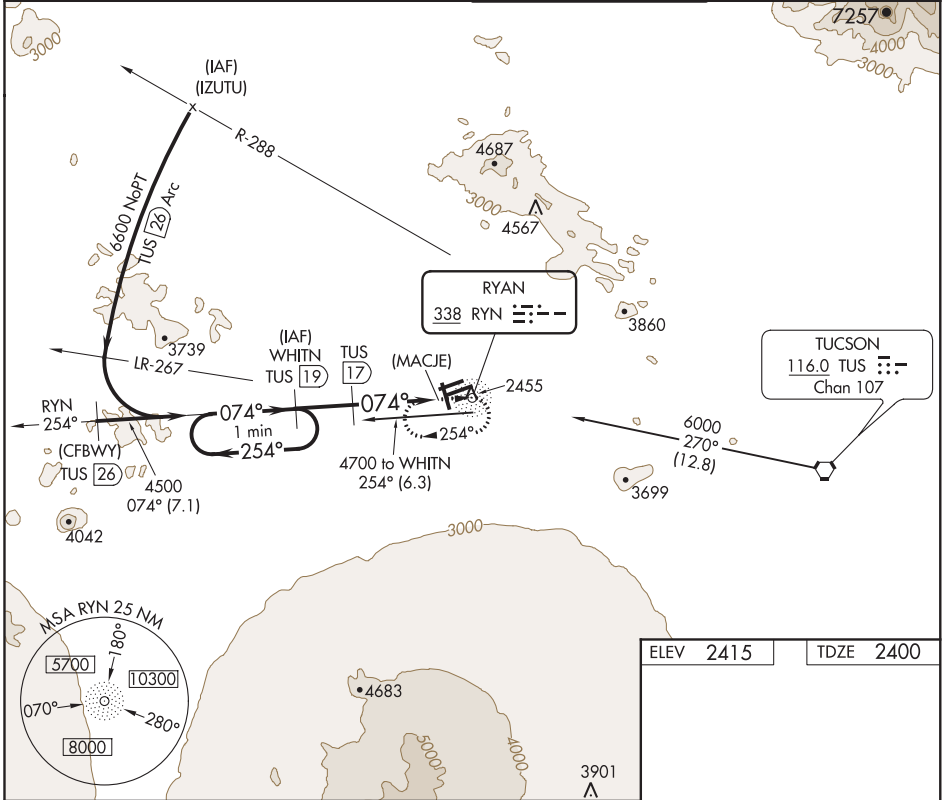 3000
7257
4000
3000
(IAF)
(IZUTU)
R-288
6600 NoPT
TUS 26 Arc
4687
3000
4567
RYAN
338 RYN
3860
3739
LR-267
(IAF)
WHITN
TUS 19
TUS
17
(MACJE)
2455
TUCSON
116.0 TUS
Chan 107
RYN
254°
074°
1 min
254°
074°
254°
(CFBWY)
TUS 26
4500
074° (7.1)
4700 to WHITN
254° (6.3)
6000
270°
(12.8)
3699
4042
3000
MSA RYN 25 NM
180°
5700
10300
070°
280°
8000
4683
5000
4000
3901
ELEV 2415
TDZE 2400